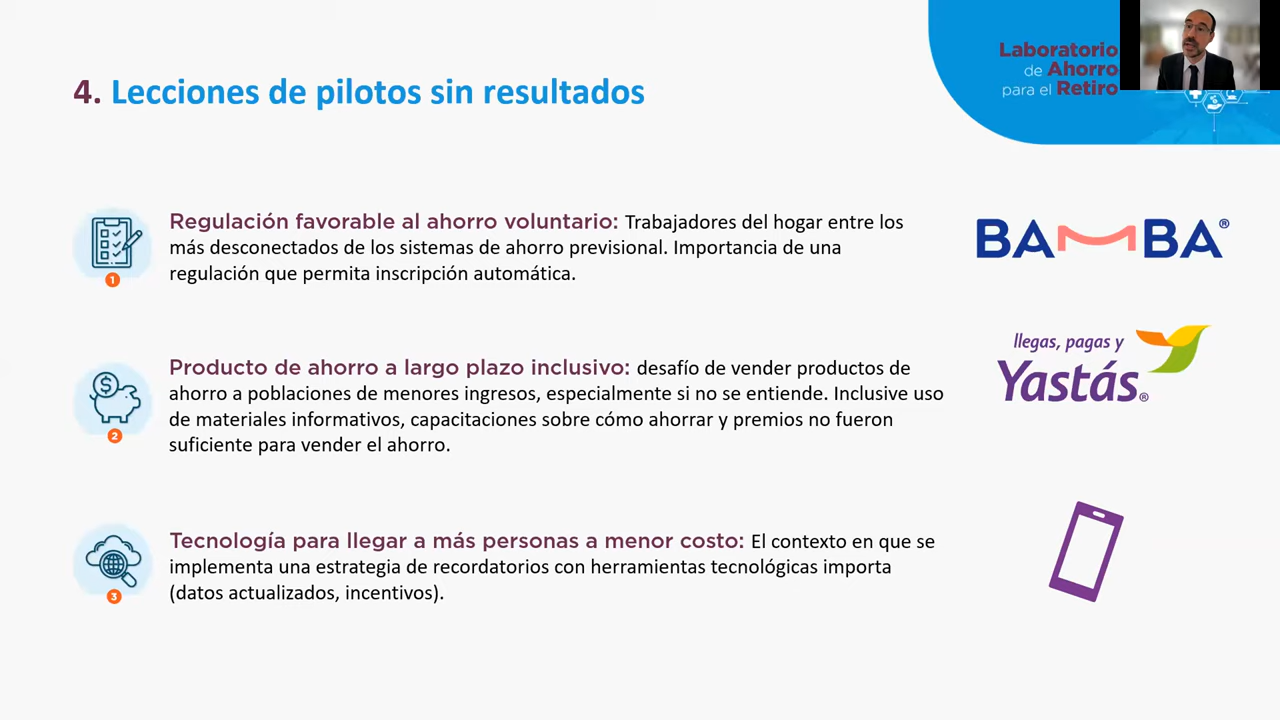 Laboratorio
de Ahorro
para el Retiro
4. Lecciones de pilotos sin resultados
Regulación favorable al ahorro voluntario: Trabajadores del hogar entre los
más desconectados de los sistemas de ahorro previsional. Importancia de una
regulación que permita inscripción automática.
1
BAMBA®
Producto de ahorro a largo plazo inclusivo: desafío de vender productos de
ahorro a poblaciones de menores ingresos, especialmente si no se entiende. Inclusive uso
de materiales informativos, capacitaciones sobre cómo ahorrar y premios no fueron
suficiente para vender el ahorro.
$
2
llegas, pagas y
Yastás®
Tecnología para llegar a más personas a menor costo: El contexto en que se
implementa una estrategia de recordatorios con herramientas tecnológicas importa
(datos actualizados, incentivos).
3